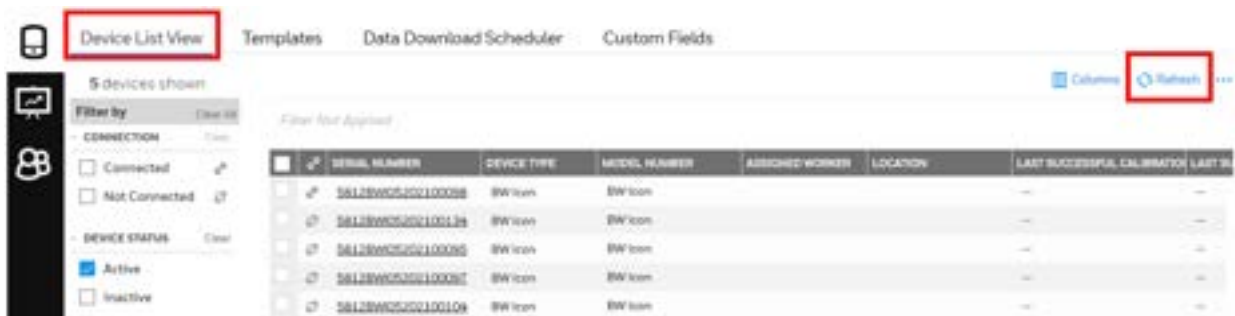 Device List View Templates Data Download Scheduler Custom Fields
5 devices shown Columns Refresh ...
Filter by Clear All
Filter Not Applied
CONNECTION Clear
SERIAL NUMBER DEVICE TYPE MODEL NUMBER ASSIGNED WORKER LOCATION LAST SUCCESSFUL CALIBRATION LAST
Connected
BW Icon BW Icon -- --
Not Connected
BW Icon BW Icon -- --
DEVICE STATUS Clear
BW Icon BW Icon -- --
Active
BW Icon BW Icon -- --
Inactive
BW Icon BW Icon -- --